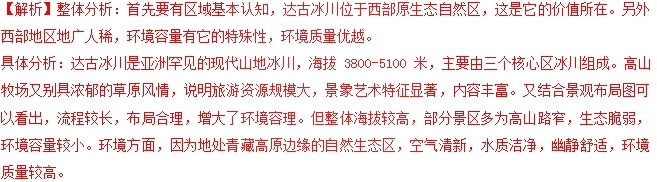 【解析】整体分析：首先要有区域基本认知，达古冰川位于西部原生态自然区，这是它的价值所在。另外
西部地区地广人稀，环境容量有它的特殊性，环境质量优越。
具体分析：达古冰川是亚洲罕见的现代山地冰川，海拔 3800-5100 米，主要由三个核心区冰川组成。高山
牧场又别具浓郁的草原风情，说明旅游资源规模大，景象艺术特征显著，内容丰富。又结合景观布局图可
以看出，流程较长，布局合理，增大了环境容理。但整体海拔较高，部分景区多为高山路窄，生态脆弱，
环境容量较小。环境方面，因为地处青藏高原边缘的自然生态区，空气清新，水质洁净，幽静舒适，环境
质量较高。